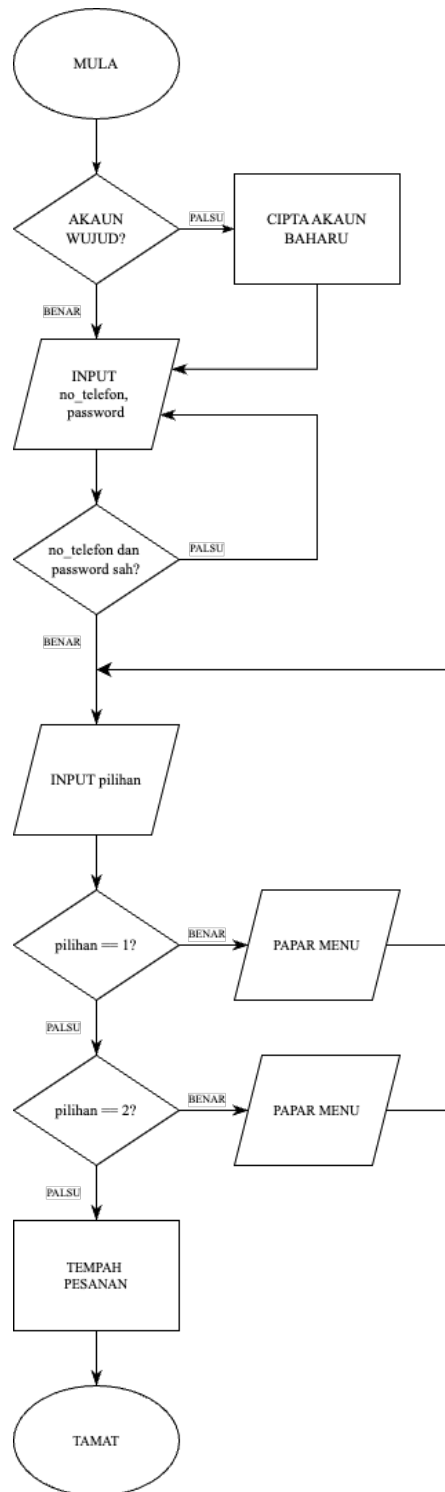 MULA
AKAUN
WUJUD?
PALSU
CIPTA AKAUN
BAHARU
BENAR
INPUT
no_telefon,
password
no_telefon dan
password sah?
PALSU
BENAR
INPUT pilihan
pilihan == 1?
BENAR
PAPAR MENU
PALSU
pilihan == 2?
BENAR
PAPAR MENU
PALSU
TEMPAH
PESANAN
TAMAT